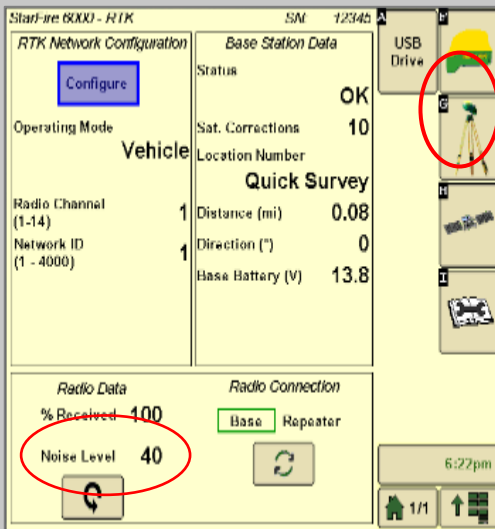 StarFire 6000 - RTK
SN: 12345
RTK Network Configuration
Configure
Operating Mode
Vehicle
Radio Channel
(1-14)
1
Network ID
(1 - 4000)
1
Base Station Data
Status
OK
Sat. Corrections
10
Location Number
Quick Survey
Distance (mi)
0.08
Direction (°)
0
Base Battery (V)
13.8
Radio Data
% Received
100
Noise Level
40
Radio Connection
Base
Repeater
A
USB
Drive
F
G
H
I
6:22pm
1/1